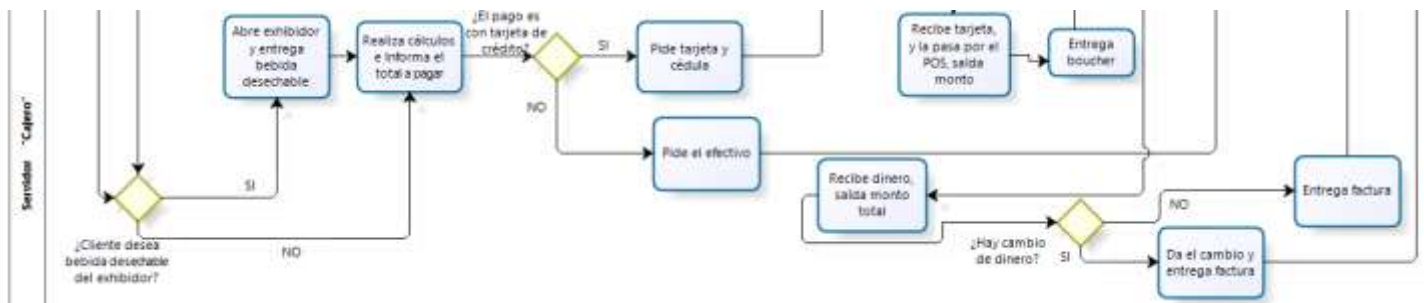 Servidor "Cajero"
Abre exhibidor
y entrega
bebida
desechable
Realiza cálculos
e informa el
total a pagar
¿El pago es
con tarjeta de
crédito?
SI
NO
Pide tarjeta y
cédula
Recibe tarjeta,
y la pasa por el
POS, salda
monto
Entrega
boucher
Pide el efectivo
SI
NO
¿Cliente desea
bebida desechable
del exhibidor?
Recibe dinero,
salda monto
total
¿Hay cambio
de dinero?
NO
SI
Entrega factura
Da el cambio y
entrega factura